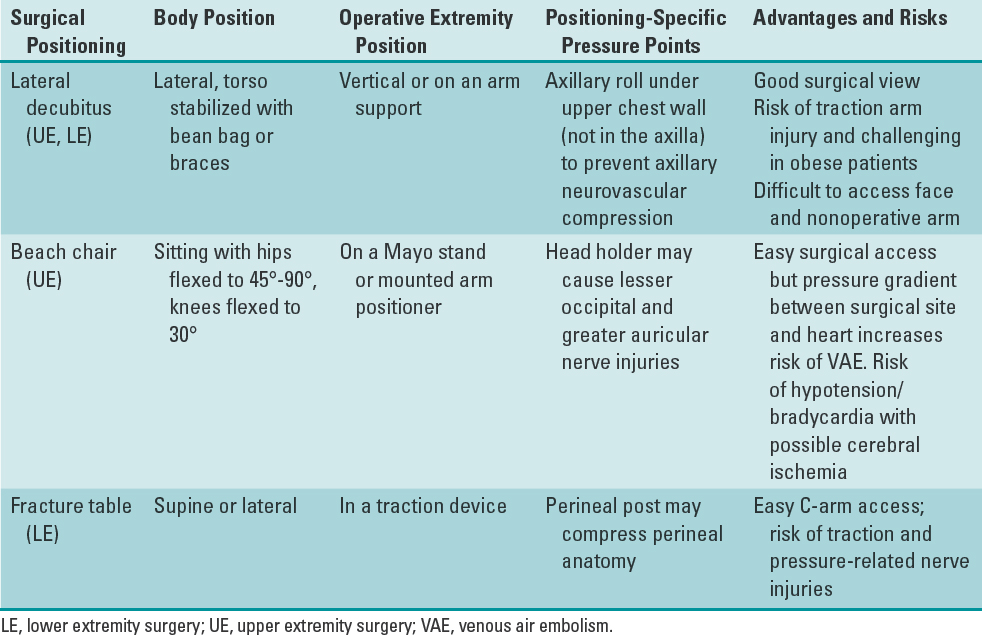 Surgical Positioning
Body Position
Operative Extremity Position
Positioning-Specific Pressure Points
Advantages and Risks
Lateral
decubitus
(UE, LE)
Lateral, torso
stabilized with
bean bag or
braces
Vertical or on an arm
support
Axillary roll under
upper chest wall
(not in the axilla)
to prevent axillary
neurovascular
compression
Good surgical view
Risk of traction arm
injury and challenging
in obese patients
Difficult to access face
and nonoperative arm
Beach chair
(UE)
Sitting with hips
flexed to 45°-90°,
knees flexed to
30°
On a Mayo stand
or mounted arm
positioner
Head holder may
cause lesser
occipital and
greater auricular
nerve injuries
Easy surgical access
but pressure gradient
between surgical site
and heart increases
risk of VAE. Risk
of hypotension/
bradycardia with
possible cerebral
ischemia
Fracture table
(LE)
Supine or lateral
In a traction device
Perineal post may
compress perineal
anatomy
Easy C-arm access;
risk of traction and
pressure-related nerve
injuries
LE, lower extremity surgery; UE, upper extremity surgery; VAE, venous air embolism.